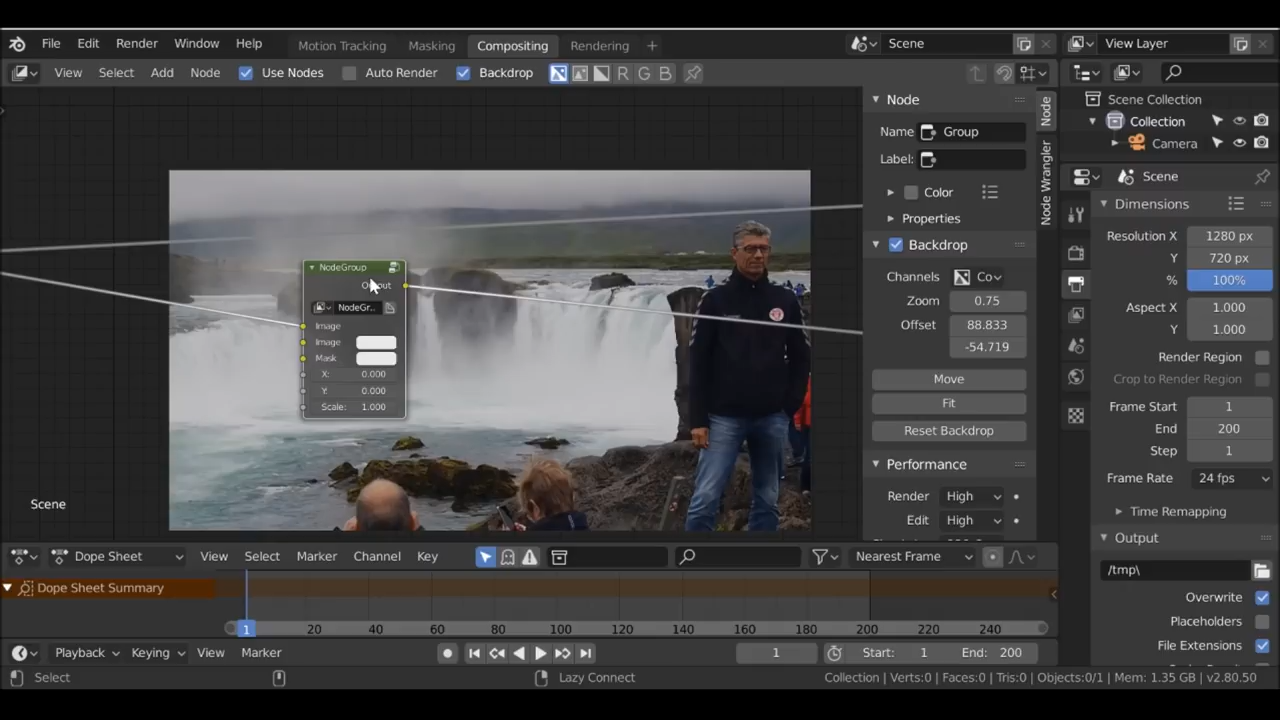 File Edit Render Window Help Motion Tracking Masking Compositing Rendering + Scene View Layer
View Select Add Node Use Nodes Auto Render Backdrop R G B
Node
Name Group
Label:
Color
Properties
Backdrop
Channels Co
Zoom 0.75
Offset 88.833
-54.719
Move
Fit
Reset Backdrop
Performance
Render High
Edit High
Node
Node Wrangler
NodeGroup
Output
NodeGr..
Image
Image
Mask
X: 0.000
Y: 0.000
Scale: 1.000
Scene
Scene Collection
Collection
Camera
Scene
Dimensions
Resolution X 1280 px
Y 720 px
% 100%
Aspect X 1.000
Y 1.000
Render Region
Crop to Render Region
Frame Start 1
End 200
Step 1
Frame Rate 24 fps
Time Remapping
Output
/tmp\
Overwrite
Placeholders
File Extensions
Dope Sheet View Select Marker Channel Key Nearest Frame
Dope Sheet Summary
1 20 40 60 80 100 120 140 160 180 200 220 240
Playback Keying View Marker 1 Start: 1 End: 200
Select Lazy Connect Collection | Verts:0 | Faces:0 | Tris:0 | Objects:0/1 | Mem: 1.35 GB | v2.80.50